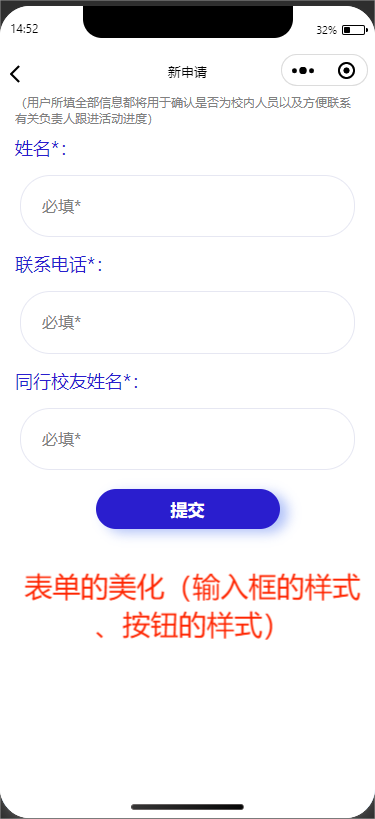 14:52
32%
新申请
（用户所填全部信息都将用于确认是否为校内人员以及方便联系
有关负责人跟进活动进度）
姓名*：
必填*
联系电话*：
必填*
同行校友姓名*：
必填*
提交
表单的美化（输入框的样式
、按钮的样式）